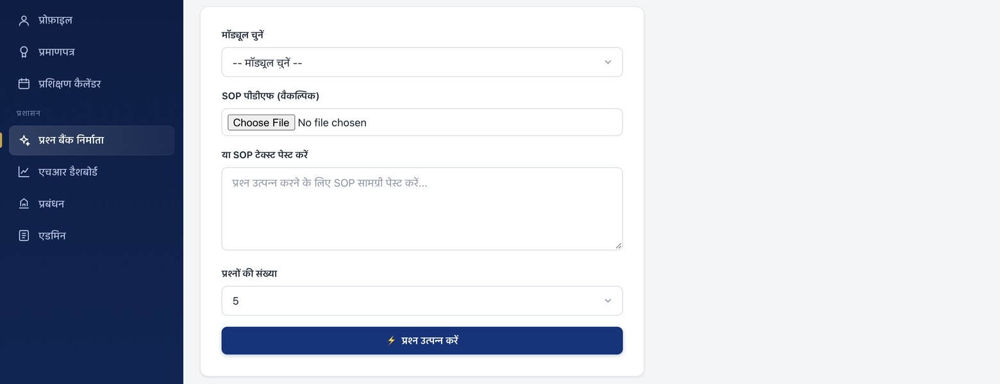 प्रोफ़ाइल
प्रमाणपत्र
प्रशिक्षण कैलेंडर
प्रशासन
प्रश्न बैंक निर्माता
एचआर डैशबोर्ड
प्रबंधन
एडमिन
मॉड्यूल चुनें
-- मॉड्यूल चुनें --
SOP पीडीएफ (वैकल्पिक)
Choose File No file chosen
या SOP टेक्स्ट पेस्ट करें
प्रश्न उत्पन्न करने के लिए SOP सामग्री पेस्ट करें...
प्रश्नों की संख्या
5
⚡ प्रश्न उत्पन्न करें